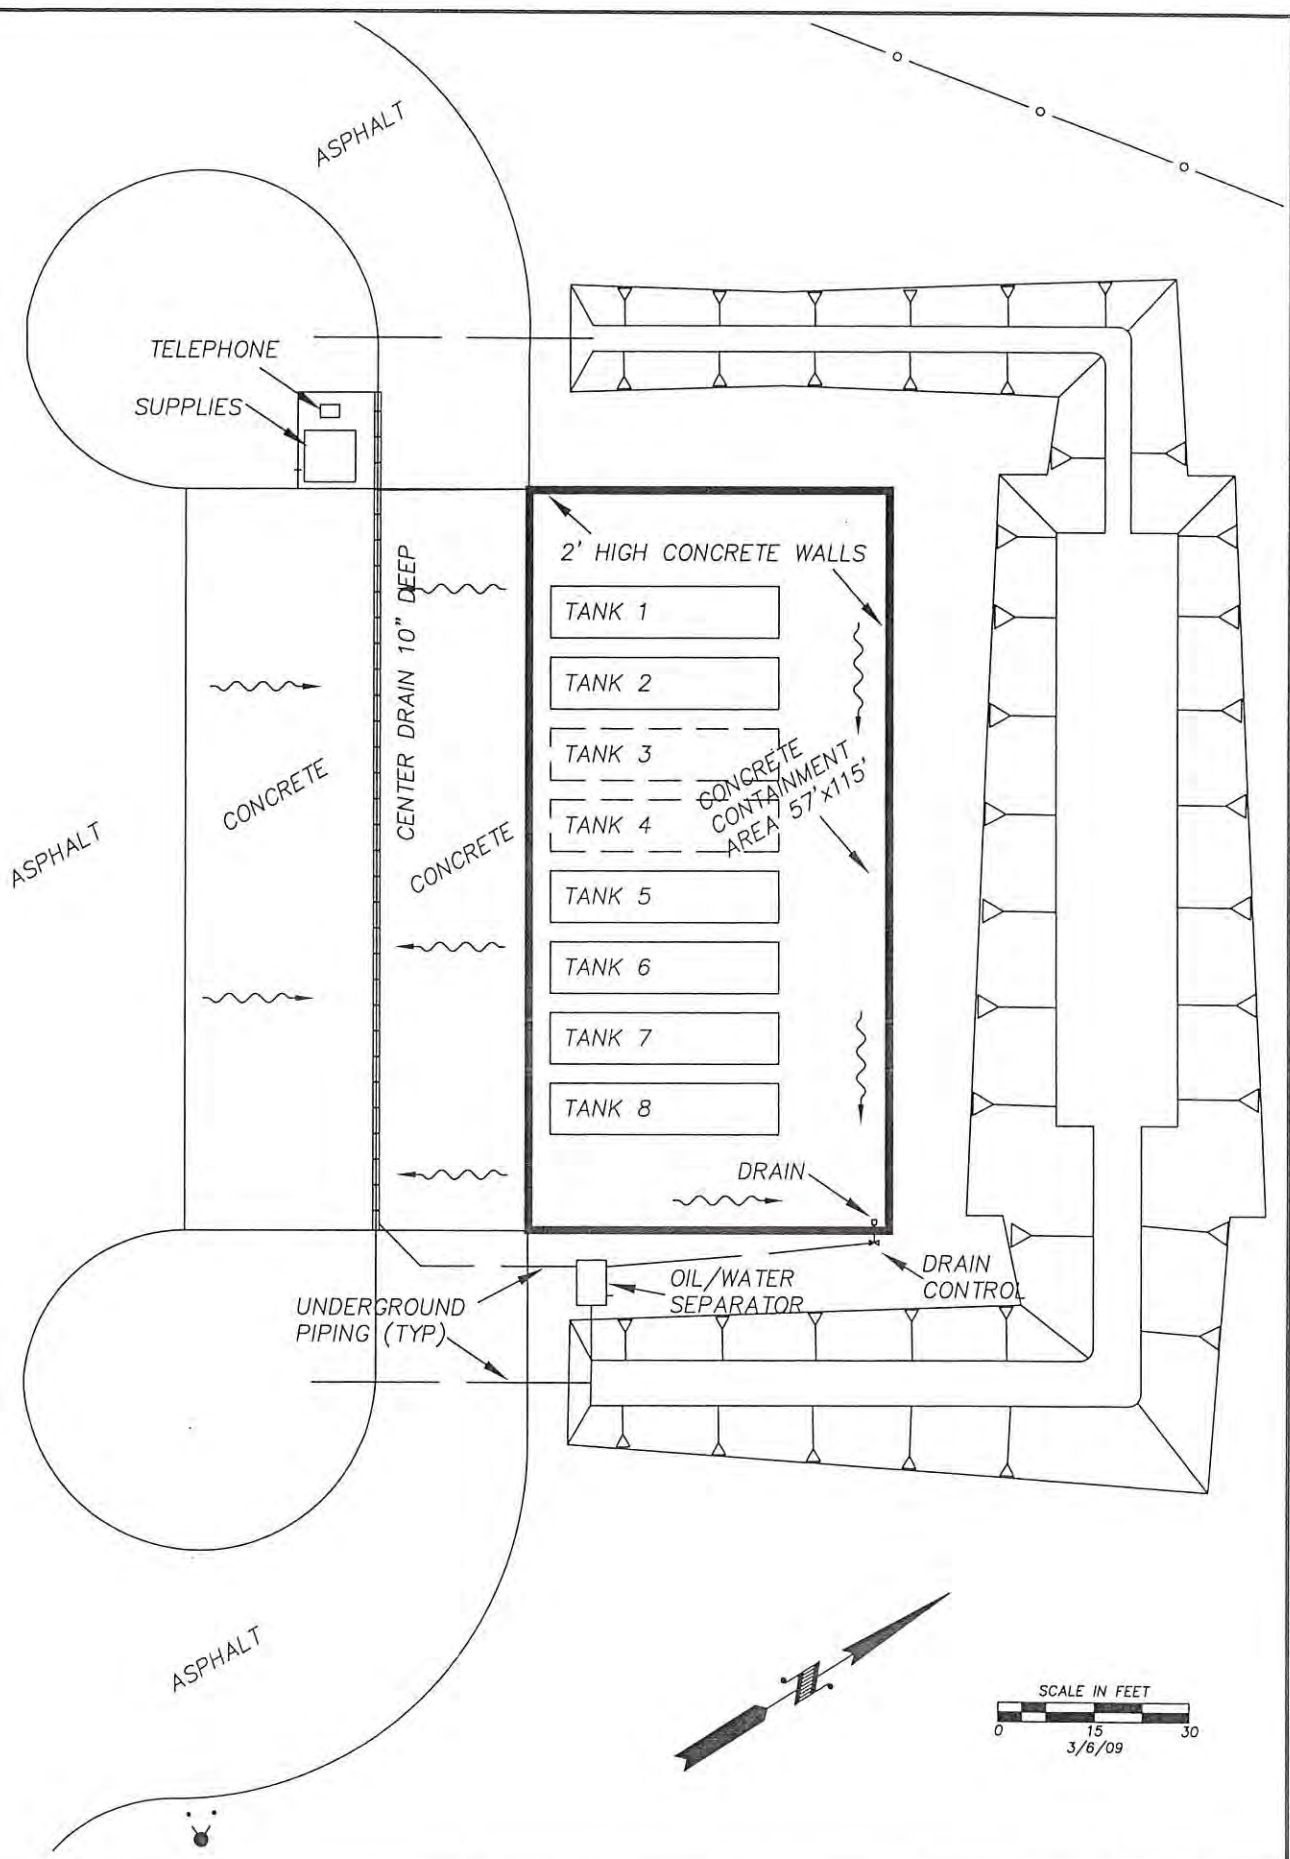 ASPHALT
TELEPHONE
SUPPLIES
2' HIGH CONCRETE WALLS
CENTER DRAIN 10" DEEP
TANK 1
TANK 2
TANK 3
TANK 4
TANK 5
TANK 6
TANK 7
TANK 8
CONCRETE
CONTAINMENT
AREA 57'x115'
CONCRETE
CONCRETE
ASPHALT
DRAIN
DRAIN
CONTROL
OIL/WATER
SEPARATOR
UNDERGROUND
PIPING (TYP)
ASPHALT
SCALE IN FEET
0 15 30
3/6/09